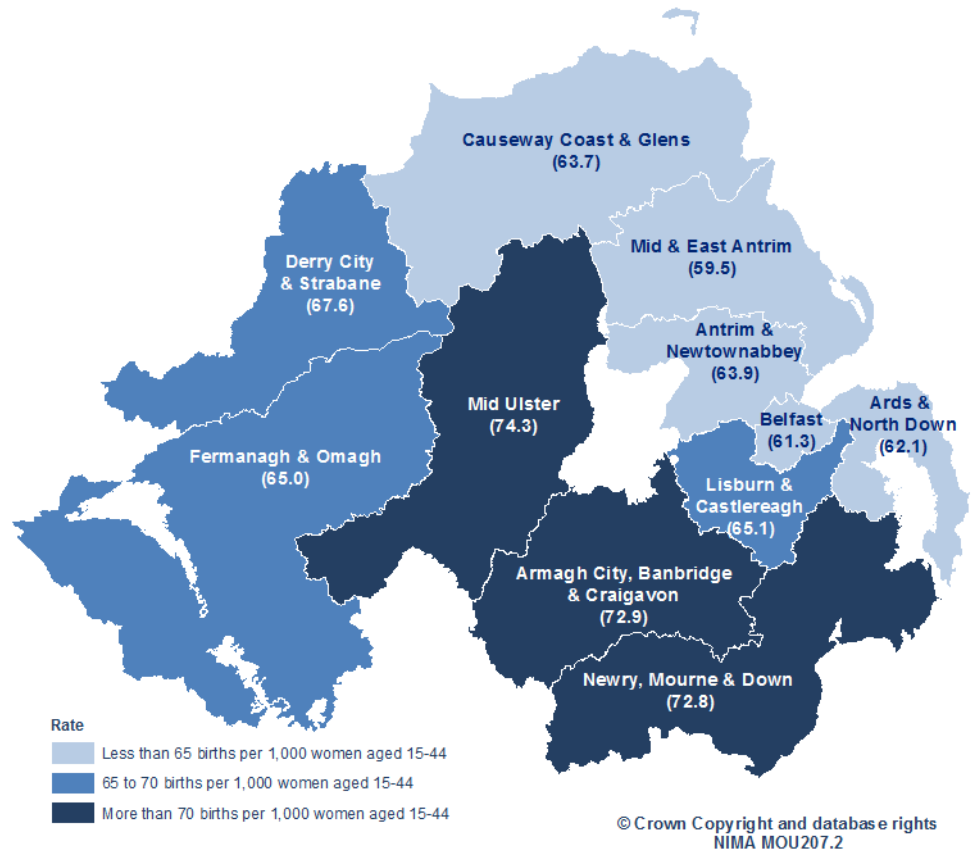 Causeway Coast & Glens
(63.7)
Mid & East Antrim
(59.5)
Derry City
& Strabane
(67.6)
Antrim &
Newtownabbey
(63.9)
Mid Ulster
(74.3)
Belfast
(61.3)
Ards &
North Down
(62.1)
Fermanagh & Omagh
(65.0)
Lisburn &
Castlereagh
(65.1)
Armagh City, Banbridge
& Craigavon
(72.9)
Newry, Mourne & Down
(72.8)
Rate
Less than 65 births per 1,000 women aged 15-44
65 to 70 births per 1,000 women aged 15-44
More than 70 births per 1,000 women aged 15-44
© Crown Copyright and database rights
NIMA MOU207.2